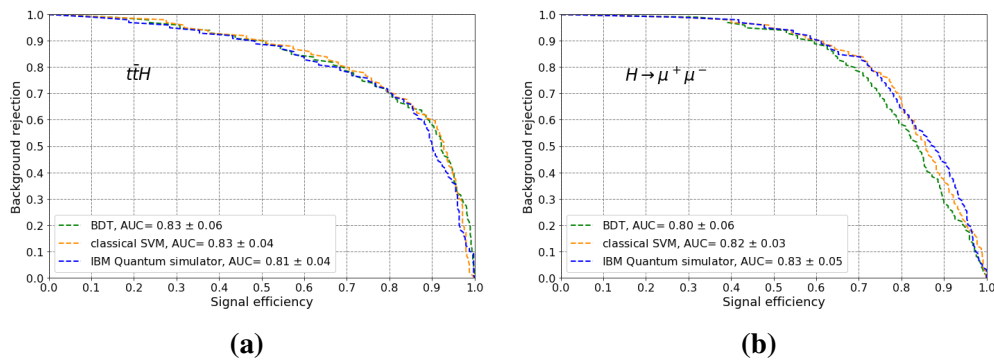 Background rejection
1.0
0.9
0.8
0.7
0.6
0.5
0.4
0.3
0.2
0.1
0.0
tt̄H
BDT, AUC= 0.83 ± 0.06
classical SVM, AUC= 0.83 ± 0.04
IBM Quantum simulator, AUC= 0.81 ± 0.04
0.0 0.1 0.2 0.3 0.4 0.5 0.6 0.7 0.8 0.9 1.0
Signal efficiency
(a)
Background rejection
1.0
0.9
0.8
0.7
0.6
0.5
0.4
0.3
0.2
0.1
0.0
H → μ⁺μ⁻
BDT, AUC= 0.80 ± 0.06
classical SVM, AUC= 0.82 ± 0.03
IBM Quantum simulator, AUC= 0.83 ± 0.05
0.0 0.1 0.2 0.3 0.4 0.5 0.6 0.7 0.8 0.9 1.0
Signal efficiency
(b)